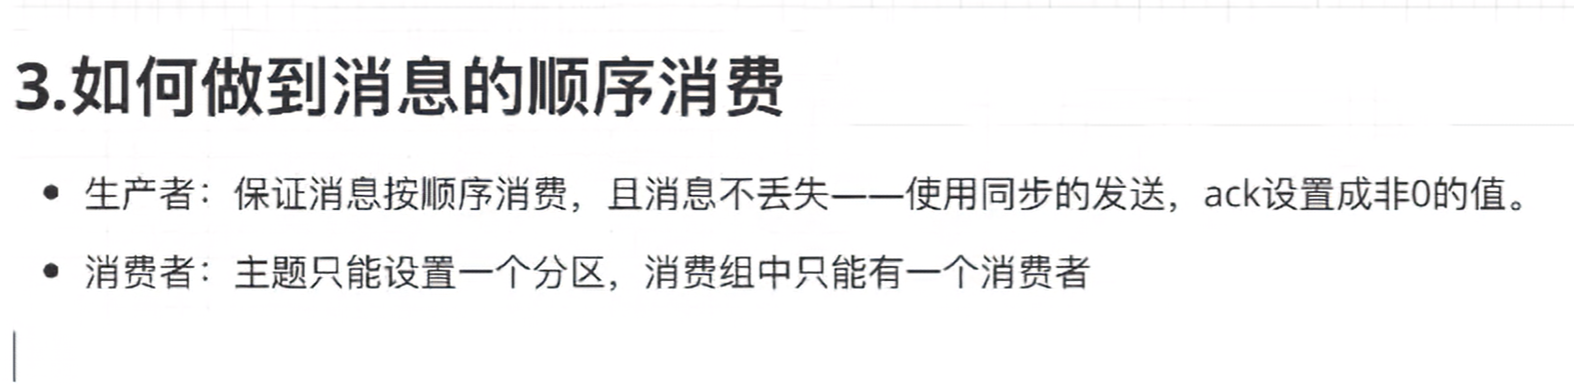 3.如何做到消息的顺序消费
• 生产者：保证消息按顺序消费，且消息不丢失——使用同步的发送，ack设置成非0的值。
• 消费者：主题只能设置一个分区，消费组中只能有一个消费者